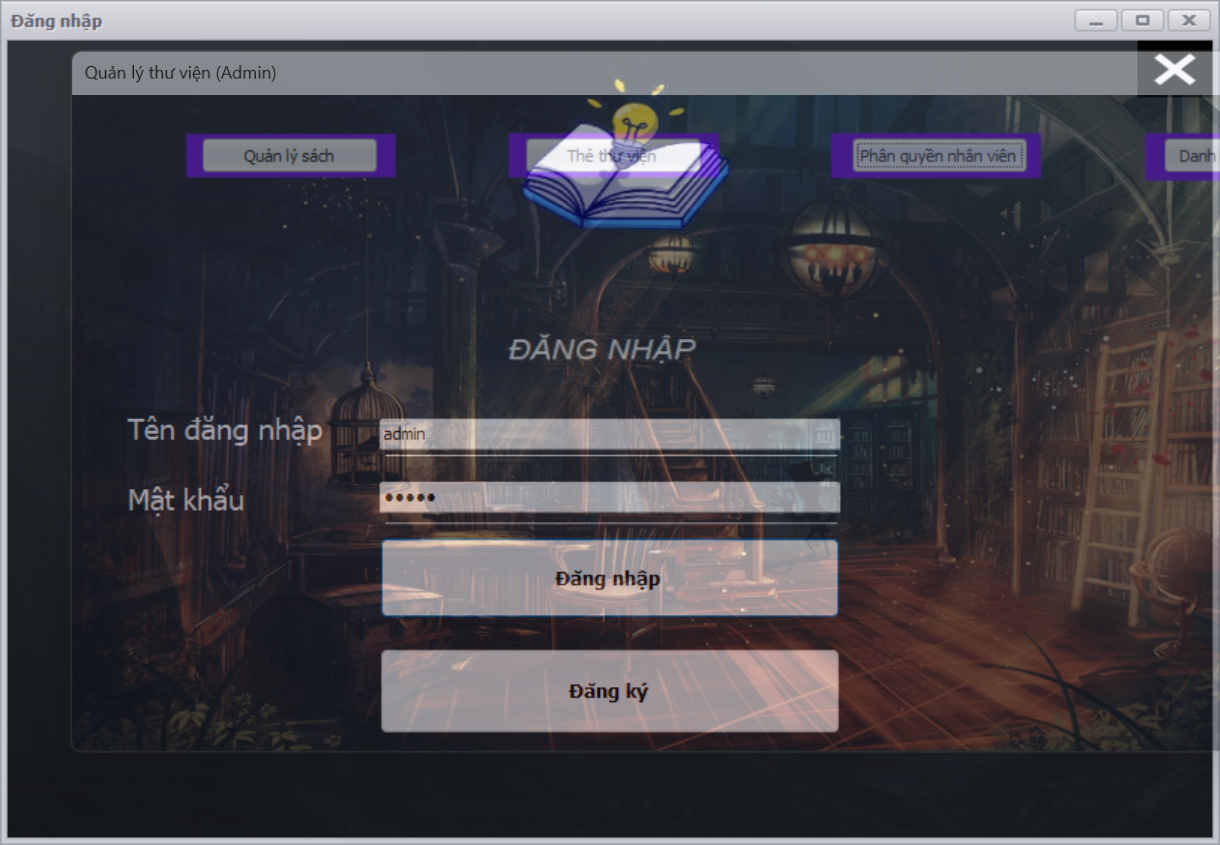 Đăng nhập
Quản lý thư viện (Admin)
Quản lý sách
Thẻ thư viện
Phân quyền nhân viên
Danh
ĐĂNG NHẬP
Tên đăng nhập
admin
Mật khẩu
•••••
Đăng nhập
Đăng ký